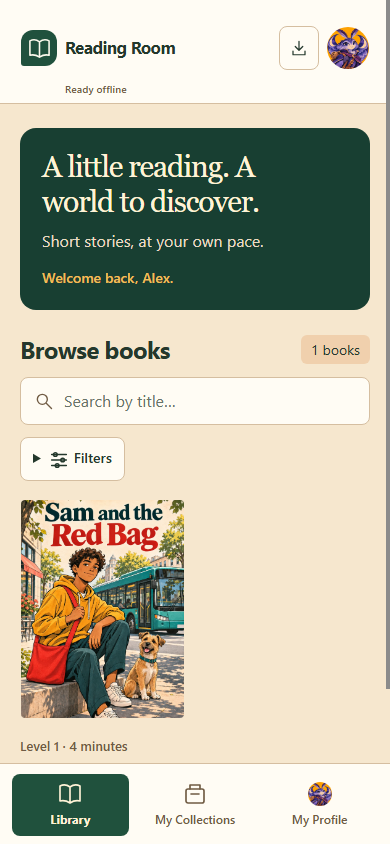 Reading Room
Ready offline
A little reading. A
world to discover.
Short stories, at your own pace.
Welcome back, Alex.
Browse books
1 books
Search by title...
Filters
Sam and the
Red Bag
Level 1 · 4 minutes
Library
My Collections
My Profile